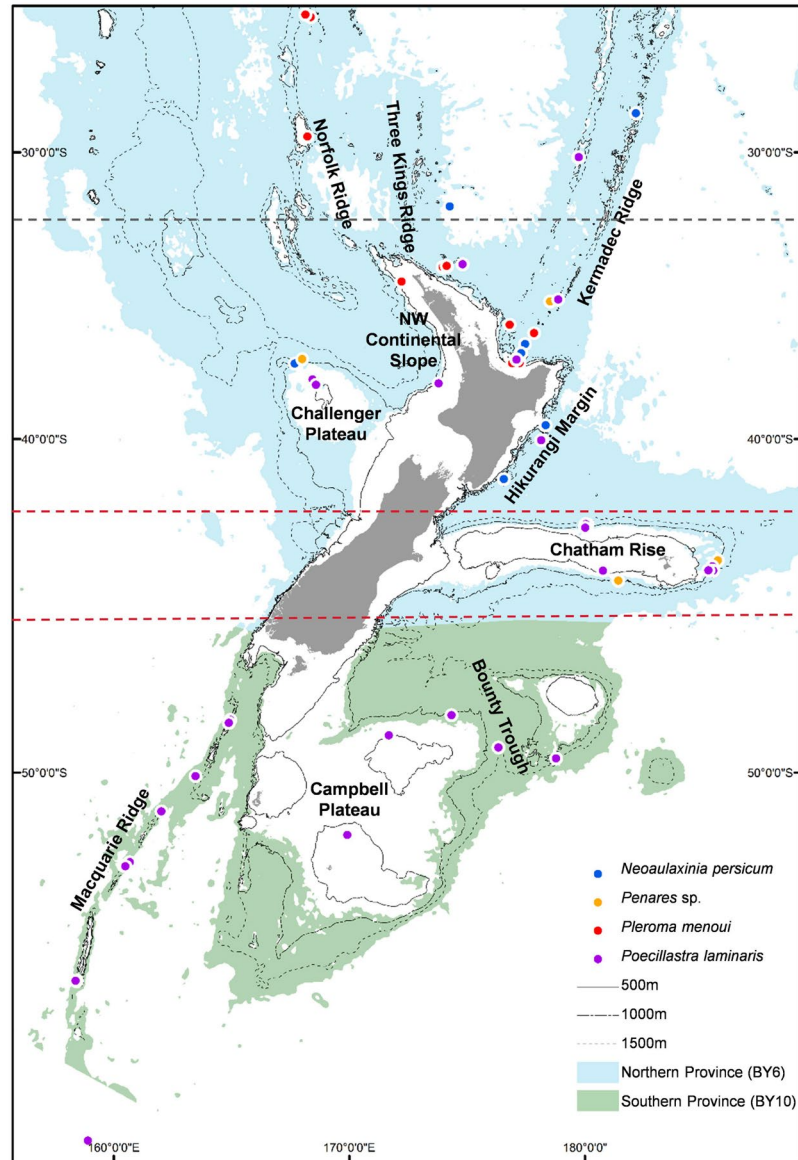 30°0'0"S
30°0'0"S
Norfolk Ridge
Three Kings Ridge
Kermadec Ridge
NW
Continental
Slope
Challenger
Plateau
40°0'0"S
40°0'0"S
Hikurangi Margin
Chatham Rise
Bounty Trough
50°0'0"S
50°0'0"S
Campbell
Plateau
Macquarie Ridge
Neoaulaxinia persicum
Penares sp.
Pleroma menoui
Poecillastra laminaris
500m
1000m
1500m
Northern Province (BY6)
Southern Province (BY10)
160°0'0"E
170°0'0"E
180°0'0"